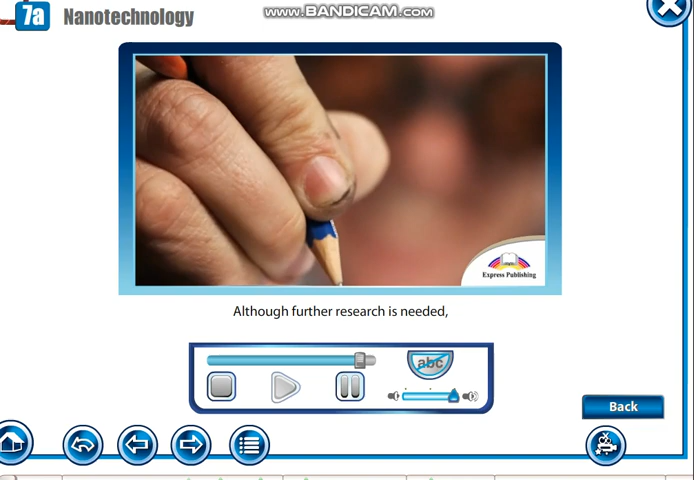 7a Nanotechnology
www.BANDICAM.com
Express Publishing
Although further research is needed,
abc
Back